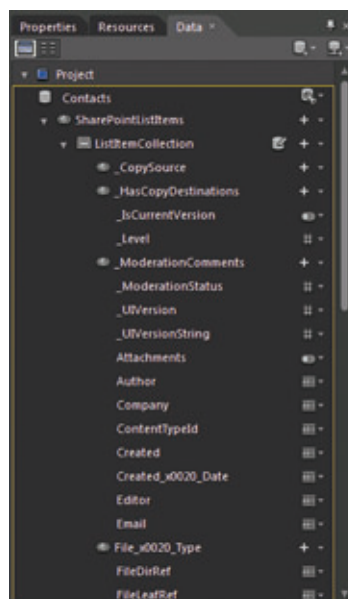 Properties Resources Data ×
Project
Contacts
SharePointListItems
ListItemCollection
_CopySource
_HasCopyDestinations
_IsCurrentVersion
_Level
_ModerationComments
_ModerationStatus
_UIVersion
_UIVersionString
Attachments
Author
Company
ContentTypeId
Created
Created_x0020_Date
Editor
Email
File_x0020_Type
FileDirRef
FileLeafRef